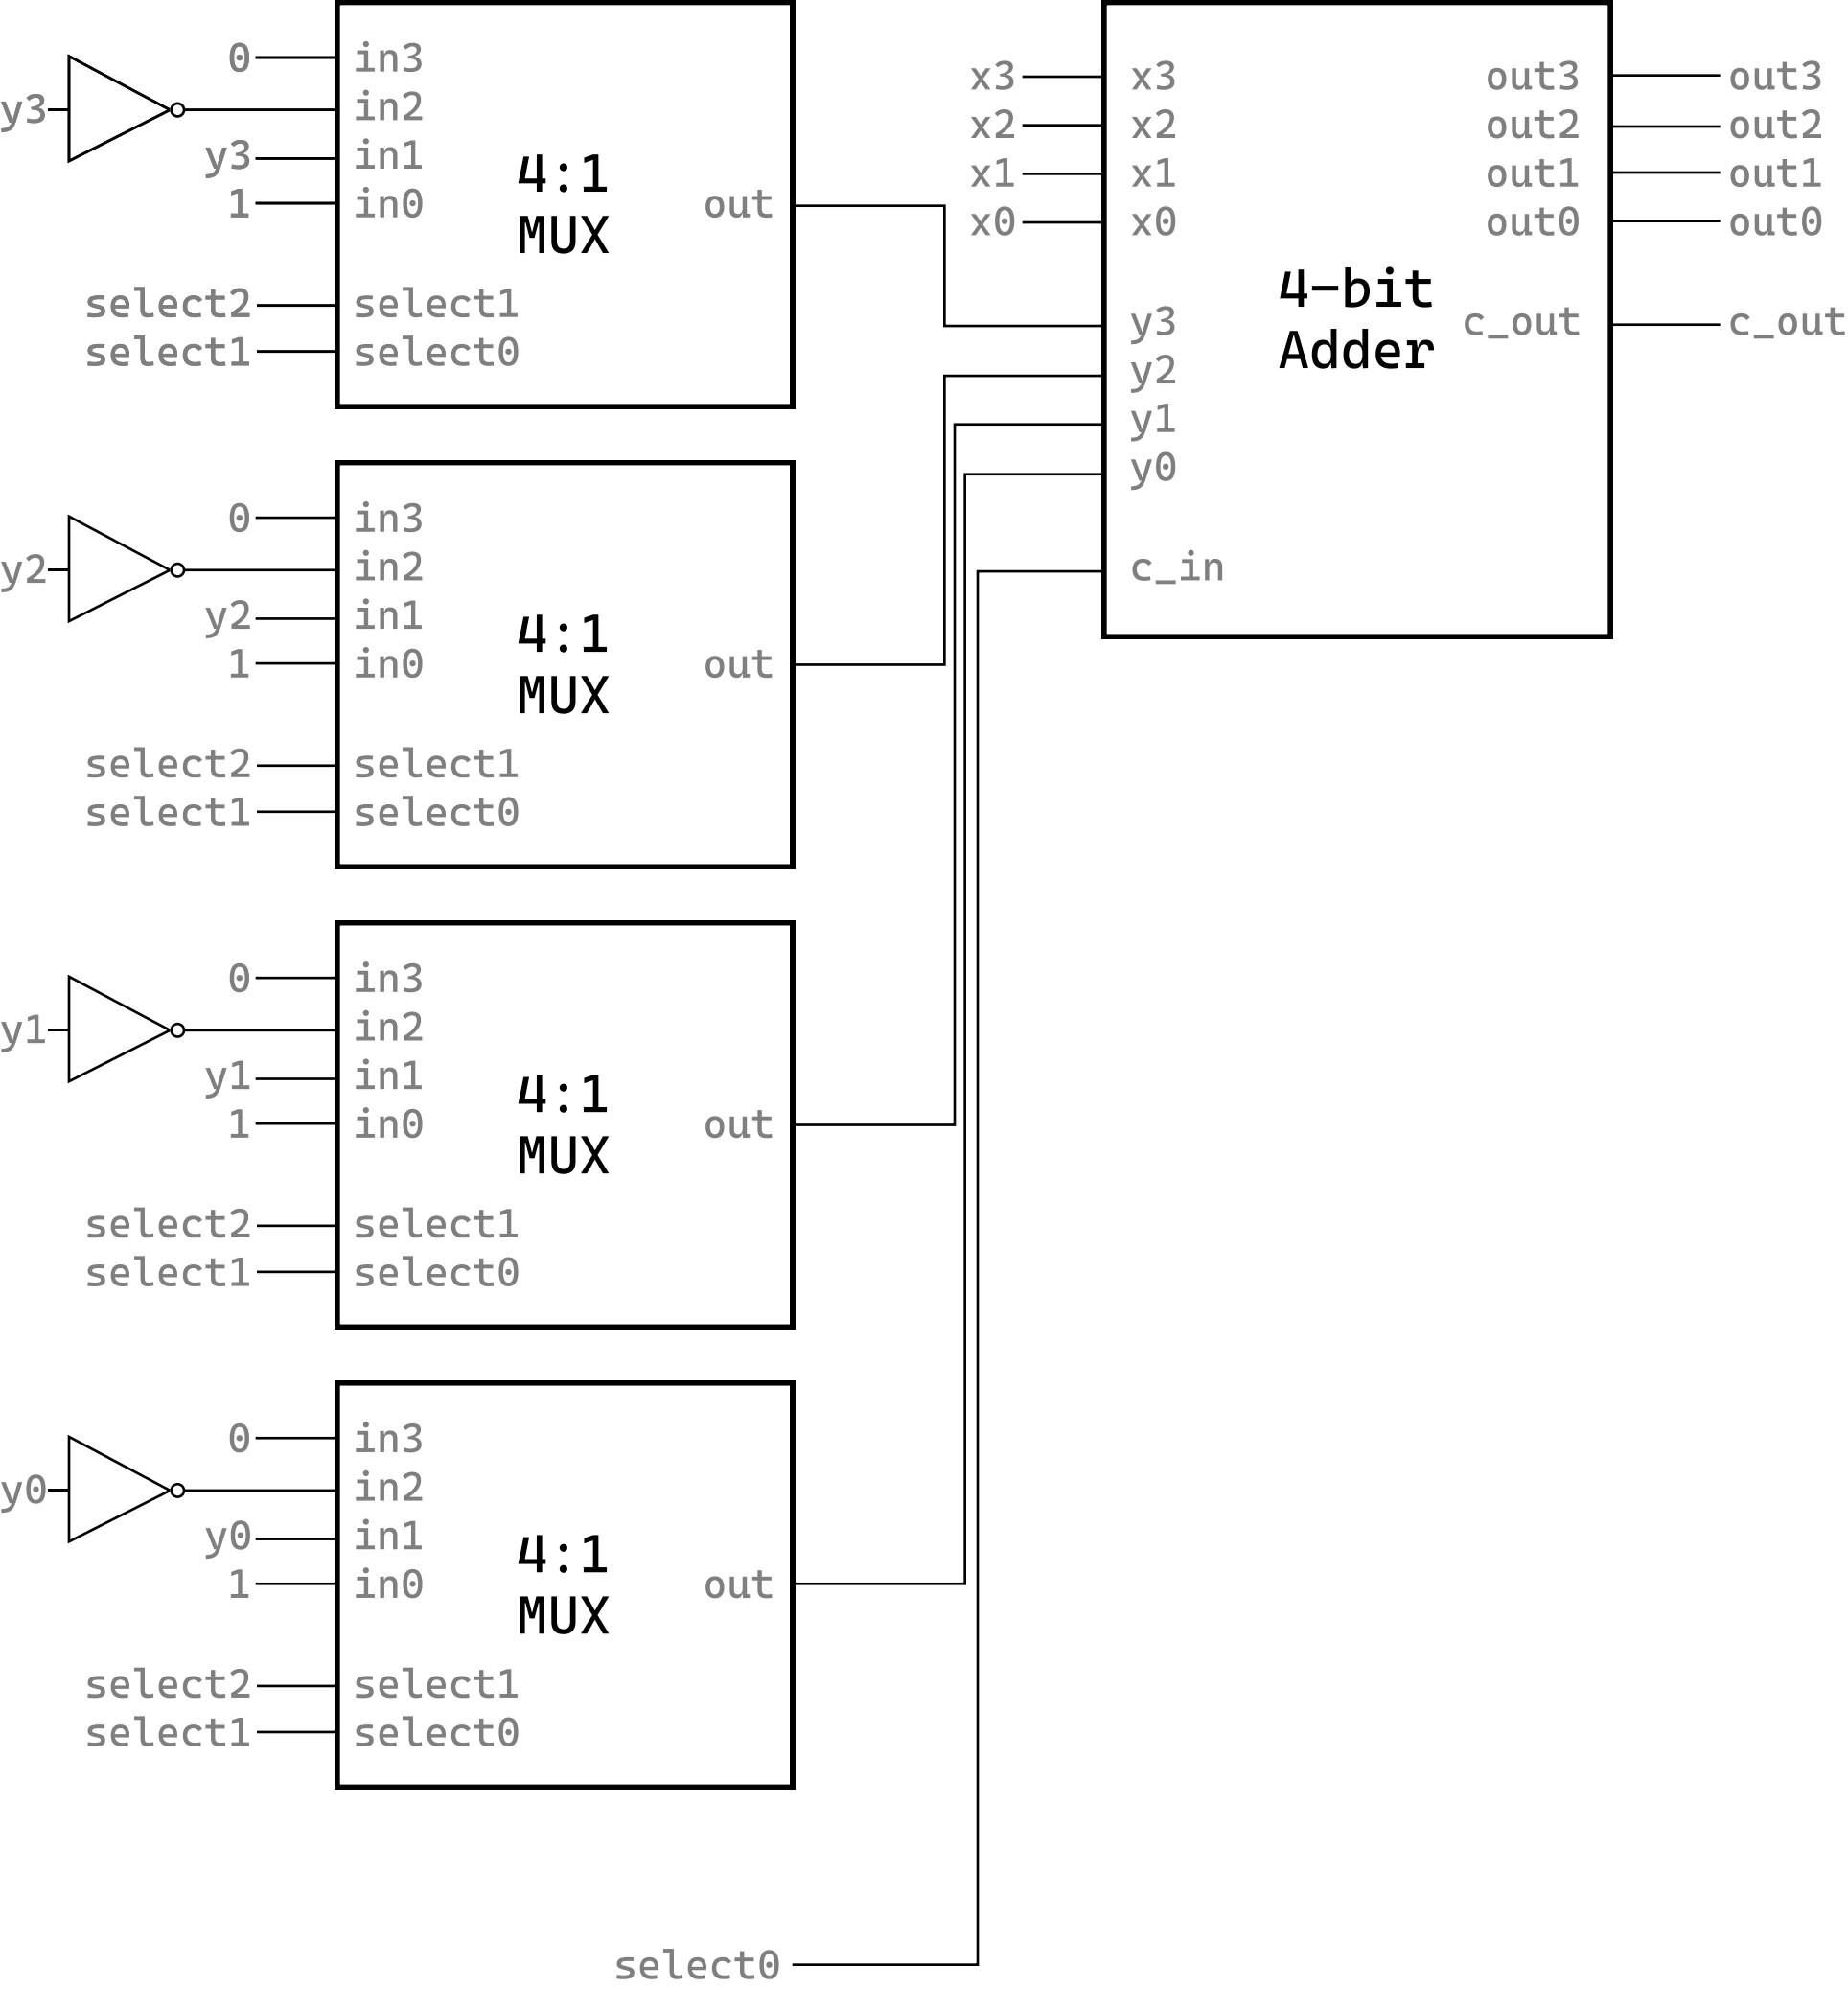 0 in3
y3 in2
y3 in1
1 in0
4:1
MUX
out
select2 select1
select1 select0
0 in3
y2 in2
y2 in1
1 in0
4:1
MUX
out
select2 select1
select1 select0
0 in3
y1 in2
y1 in1
1 in0
4:1
MUX
out
select2 select1
select1 select0
0 in3
y0 in2
y0 in1
1 in0
4:1
MUX
out
select2 select1
select1 select0
select0
x3 x3 out3 out3
x2 x2 out2 out2
x1 x1 out1 out1
x0 x0 out0 out0
4-bit
Adder
y3 c_out c_out
y2
y1
y0
c_in